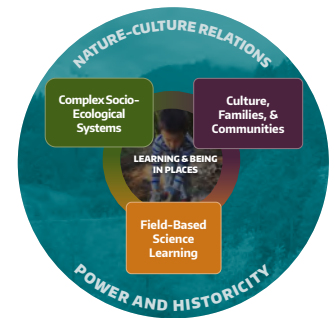 NATURE-CULTURE RELATIONS
Complex Socio-
Ecological
Systems
Culture,
Families, &
Communities
LEARNING & BEING
IN PLACES
Field-Based
Science
Learning
POWER AND HISTORICITY